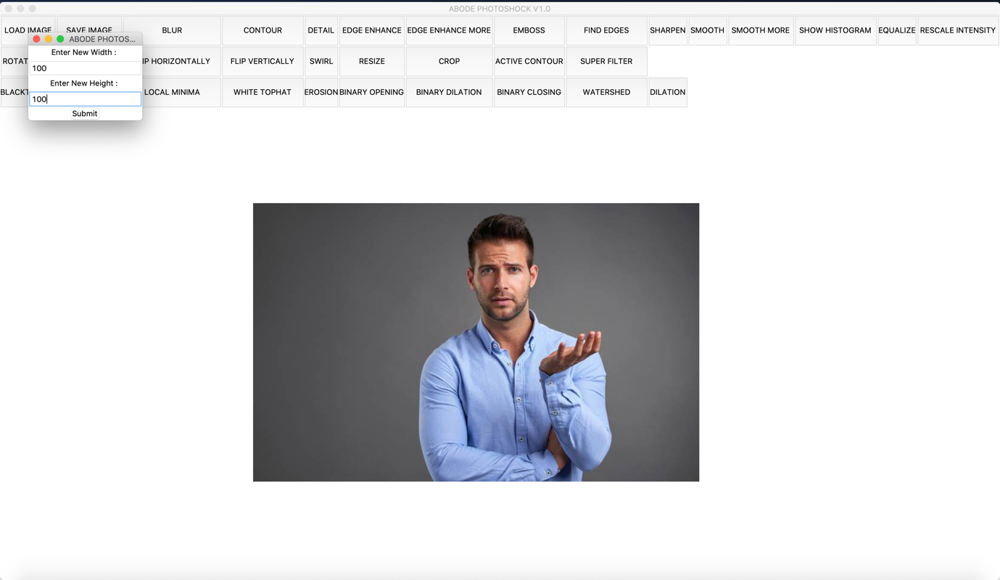 ABODE PHOTOSHOCK V1.0
LOAD IMAGE SAVE IMAGE BLUR CONTOUR DETAIL EDGE ENHANCE EDGE ENHANCE MORE EMBOSS FIND EDGES SHARPEN SMOOTH SMOOTH MORE SHOW HISTOGRAM EQUALIZE RESCALE INTENSITY
ABODE PHOTOS...
Enter New Width :
100
Enter New Height :
100
Submit
ROTAT IP HORIZONTALLY FLIP VERTICALLY SWIRL RESIZE CROP ACTIVE CONTOUR SUPER FILTER
BLACKT LOCAL MINIMA WHITE TOPHAT EROSION BINARY OPENING BINARY DILATION BINARY CLOSING WATERSHED DILATION